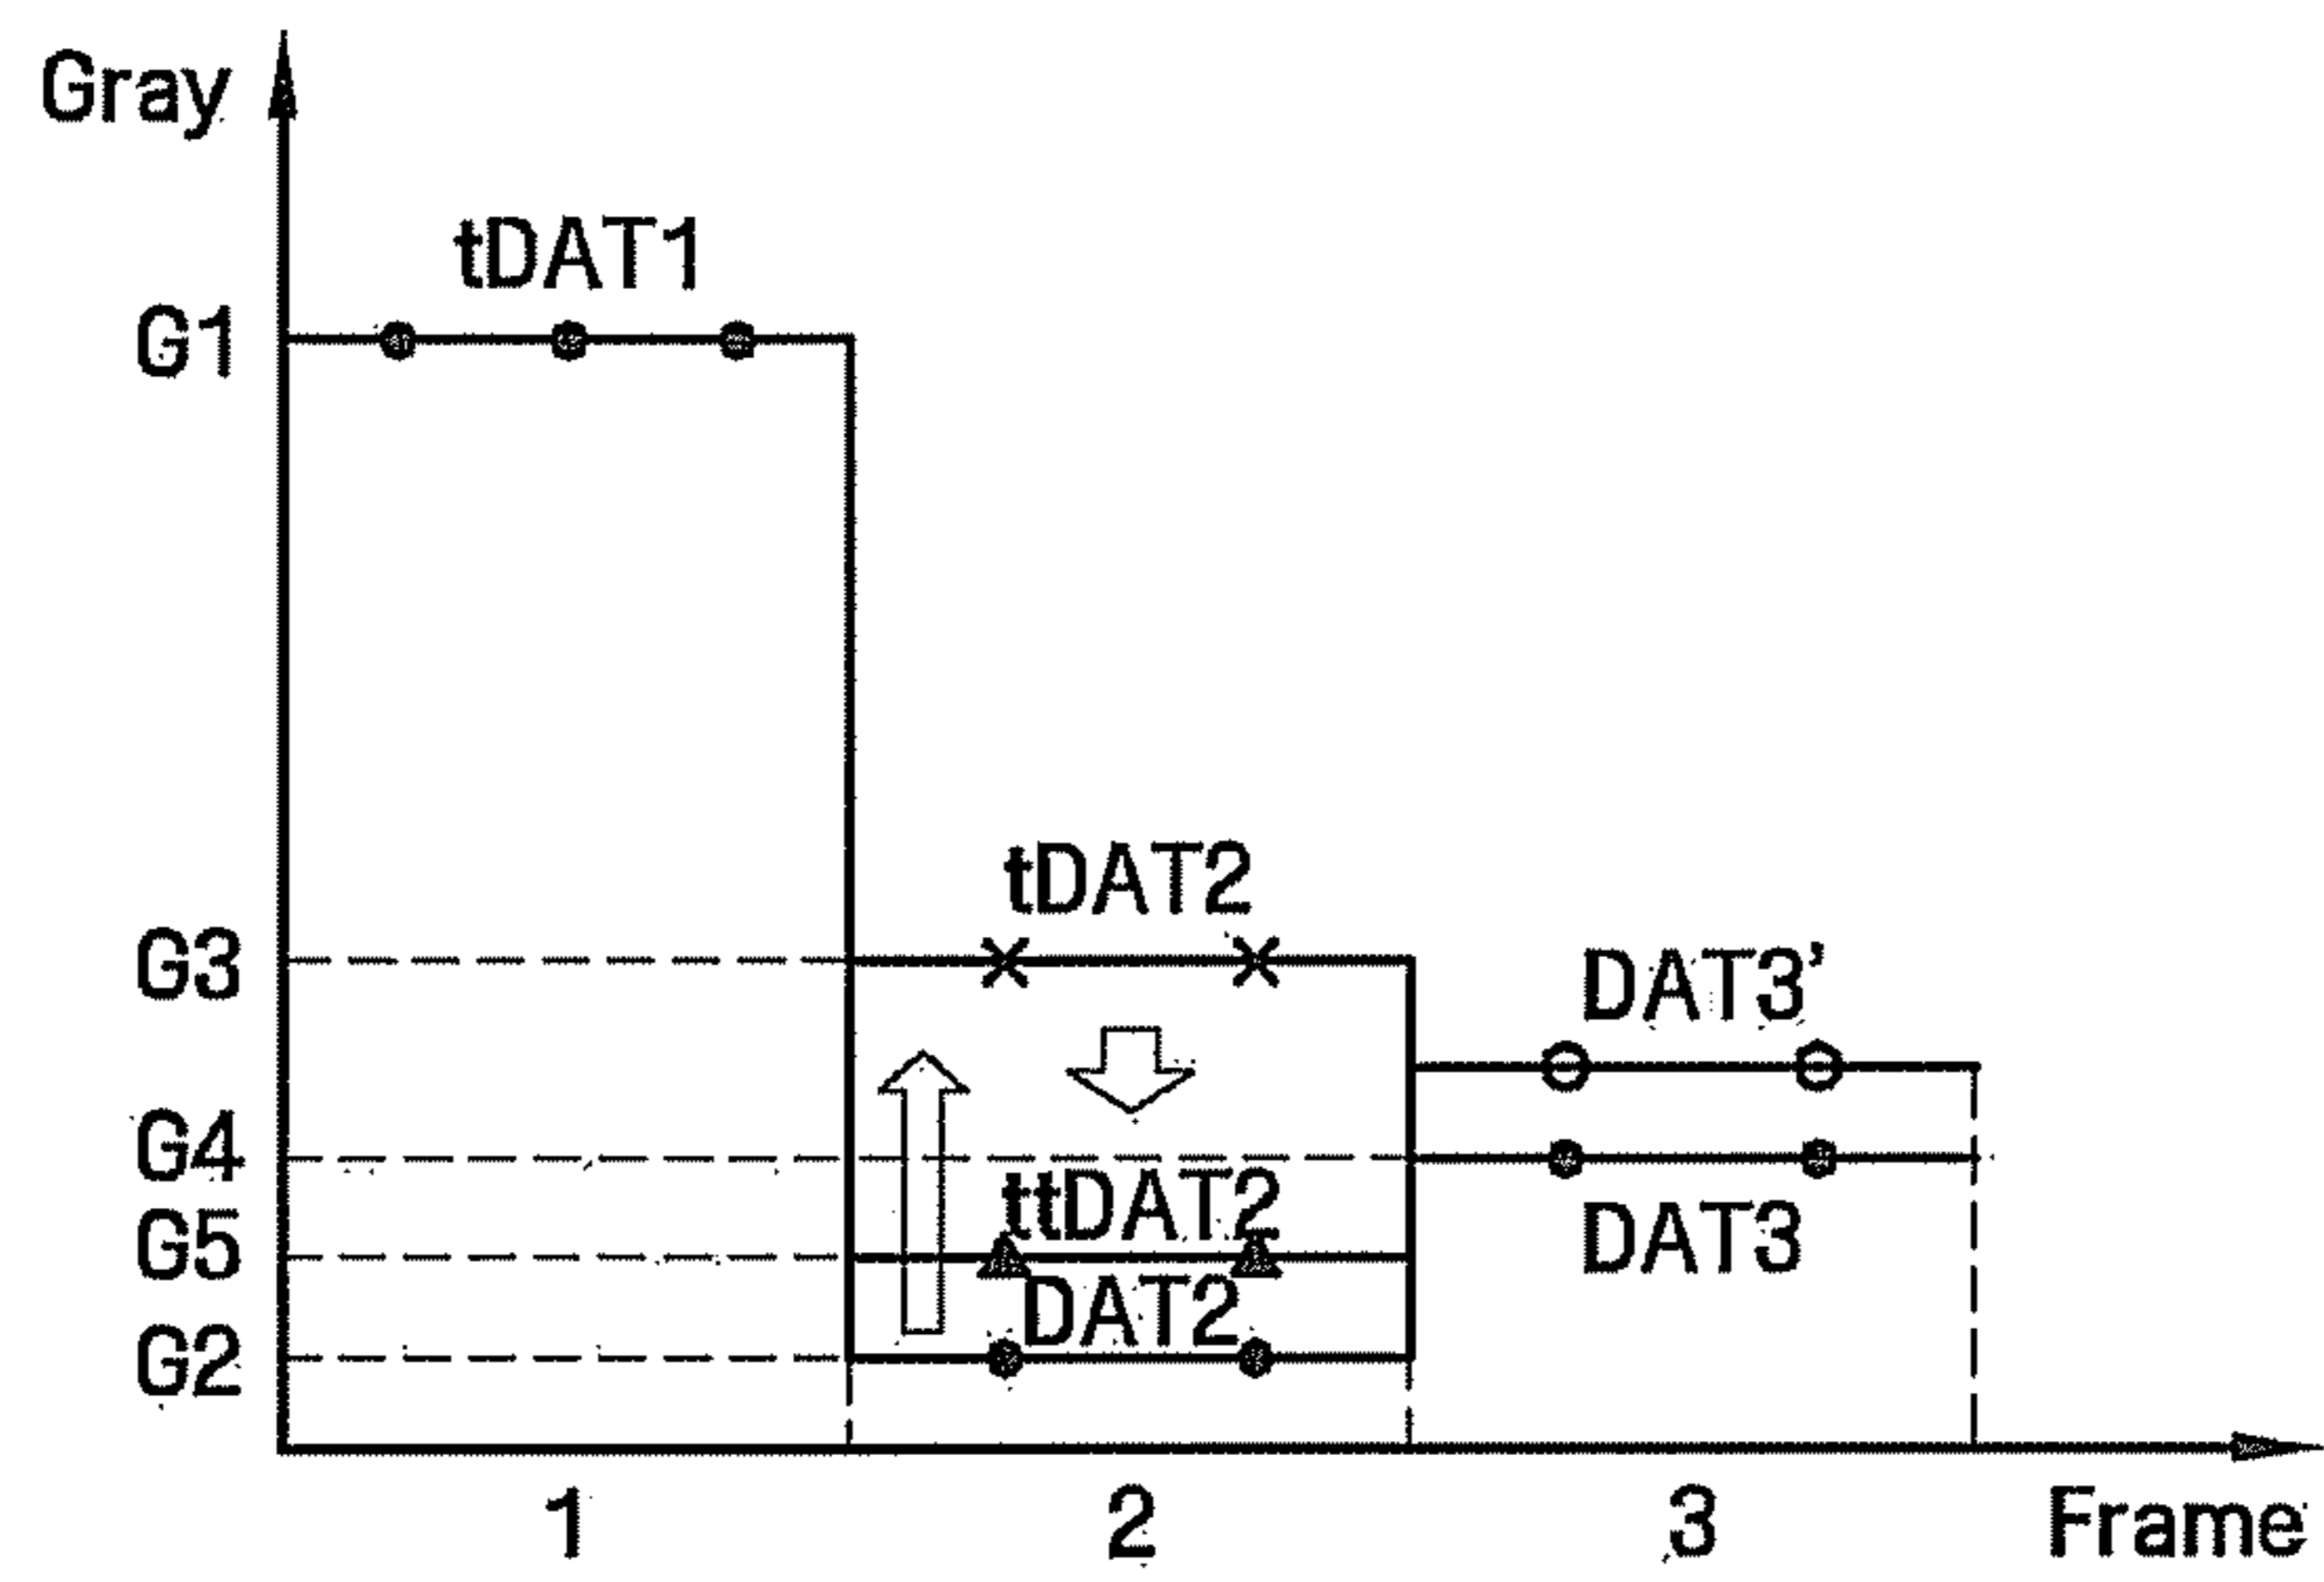 Gray
tDAT1
G1
tDAT2
G3
DAT3’
G4
ttDAT2
G5
DAT3
DAT2
G2
1 2 3 Frame